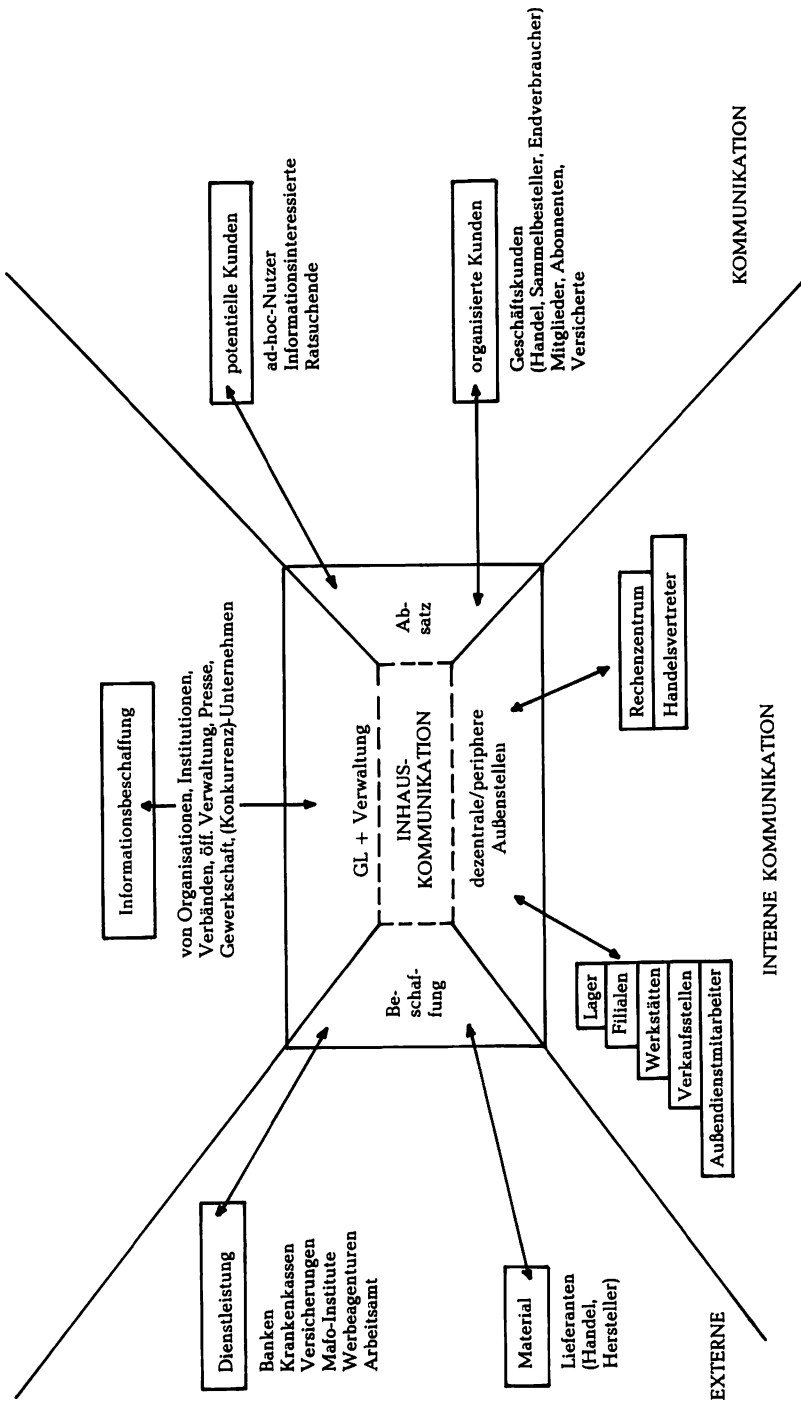 Informationsbeschaffung
von Organisationen, Institutionen,
Verbänden, öff. Verwaltung, Presse,
Gewerkschaft, (Konkurrenz)-Unternehmen
Dienstleistung
Banken
Krankenkassen
Versicherungen
Mafo-Institute
Werbeagenturen
Arbeitsamt
potentielle Kunden
ad-hoc-Nutzer
Informationsinteressierte
Ratsuchende
GL + Verwaltung
Be-
schaf-
fung
INHAUS-
KOMMUNIKATION
Ab-
satz
dezentrale/periphere
Außenstellen
Material
Lieferanten
(Handel,
Hersteller)
organisierte Kunden
Geschäftskunden
(Handel, Sammelbesteller, Endverbraucher)
Mitglieder, Abonnenten,
Versicherte
Lager
Filialen
Werkstätten
Verkaufsstellen
Außendienstmitarbeiter
Rechenzentrum
Handelsvertreter
EXTERNE
INTERNE KOMMUNIKATION
KOMMUNIKATION